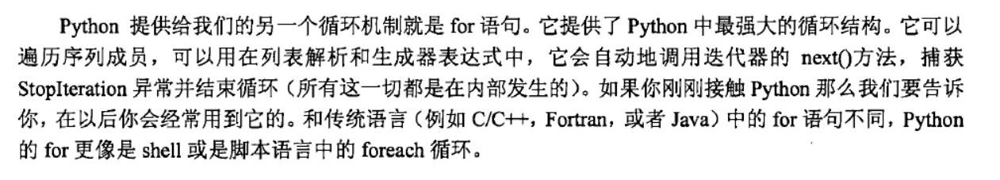 Python 提供给我们的另一个循环机制就是 for 语句。它提供了 Python 中最强大的循环结构。它可以
遍历序列成员，可以用在列表解析和生成器表达式中，它会自动地调用迭代器的 next()方法，捕获
StopIteration 异常并结束循环（所有这一切都是在内部发生的）。如果你刚刚接触 Python 那么我们要告诉
你，在以后你会经常用到它的。和传统语言（例如 C/C++，Fortran，或者 Java）中的 for 语句不同，Python
的 for 更像是 shell 或是脚本语言中的 foreach 循环。